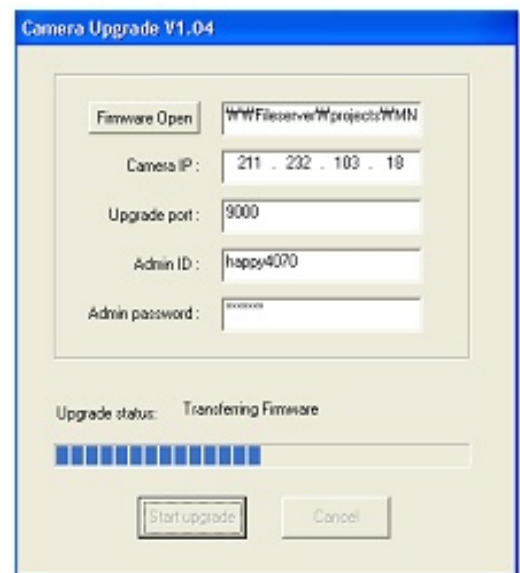 Camera Upgrade V1.04
Firmware Open ₩₩Fileserver₩projects₩MN
Camera IP : 211 . 232 . 103 . 18
Upgrade port : 9000
Admin ID : happy4070
Admin password :
Upgrade status: Transferring Firmware
Start upgrade Cancel